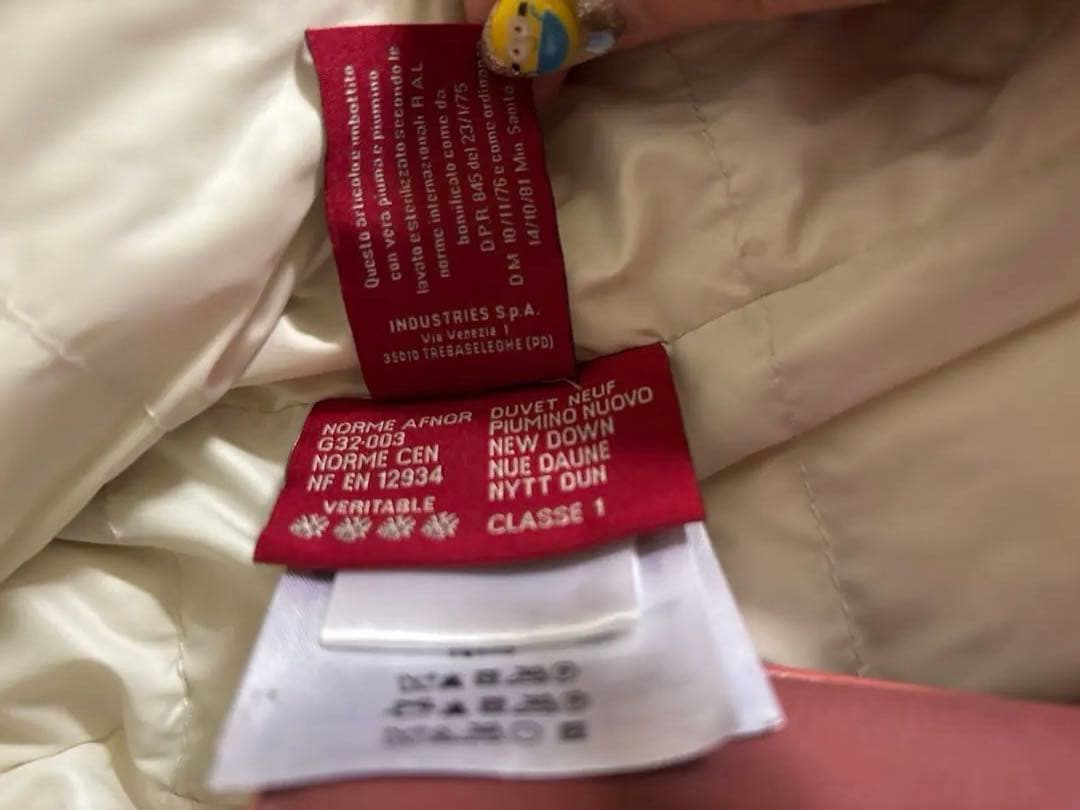 Questo articolo e imbottito
con vera piuma e piumino
lavato e sterilizzato secondo le
norme internazionali R A L
bonificato come da
D.P.R. 845 del 23/1/75
D M 10/11/76 e come ordinan
14/10/81 Min Sanita
INDUSTRIES S.p.A.
Via Venezia 1
35010 TREBASELEGHE (PD)
NORME AFNOR
G32-003
NORME CEN
NF EN 12934
VERITABLE
DUVET NEUF
PIUMINO NUOVO
NEW DOWN
NUE DAUNE
NYTT DUN
CLASSE 1